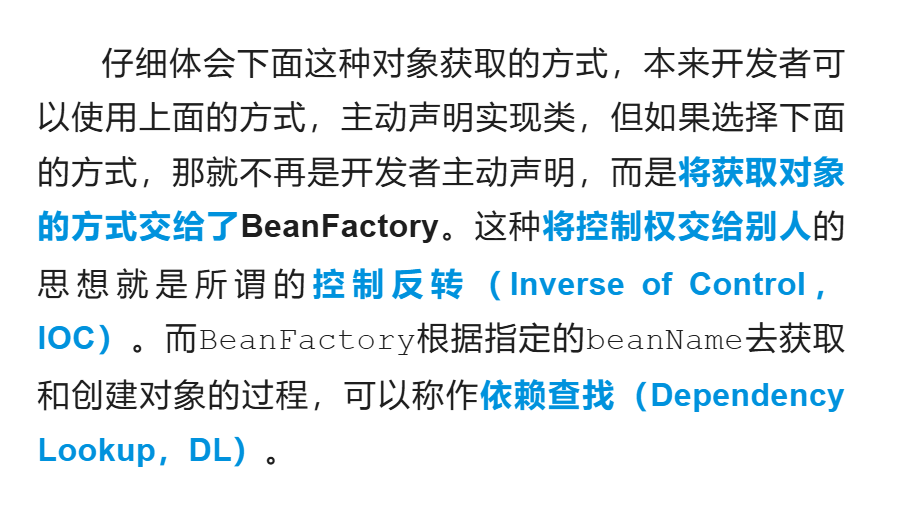 仔细体会下面这种对象获取的方式，本来开发者可
以使用上面的方式，主动声明实现类，但如果选择下面
的方式，那就不再是开发者主动声明，而是将获取对象
的方式交给了BeanFactory。这种将控制权交给别人的
思想就是所谓的控制反转（Inverse of Control，
IOC）。而BeanFactory根据指定的beanName去获取
和创建对象的过程，可以称作依赖查找（Dependency
Lookup，DL）。